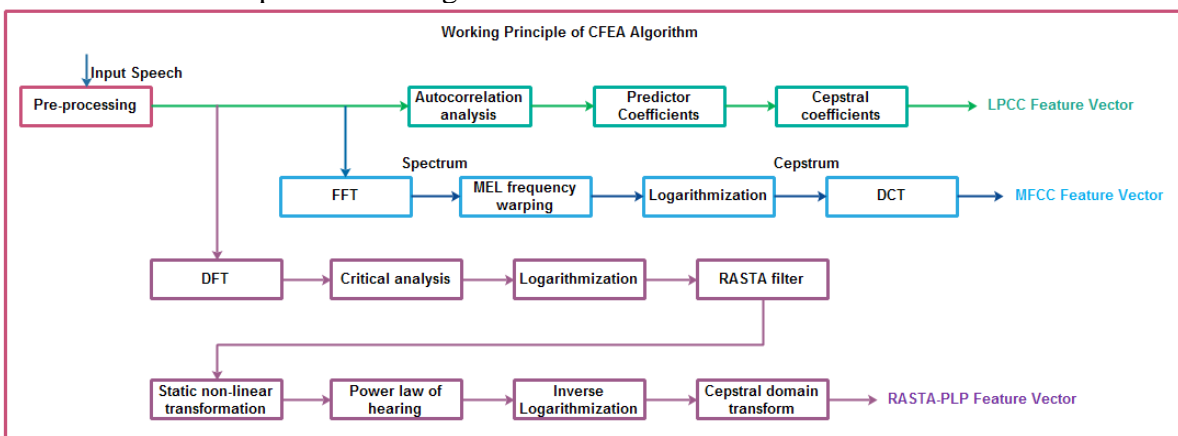 Working Principle of CFEA Algorithm
Input Speech
Pre-processing
Autocorrelation
analysis
Predictor
Coefficients
Cepstral
coefficients
LPCC Feature Vector
Spectrum
Cepstrum
FFT
MEL frequency
warping
Logarithmization
DCT
MFCC Feature Vector
DFT
Critical analysis
Logarithmization
RASTA filter
Static non-linear
transformation
Power law of
hearing
Inverse
Logarithmization
Cepstral domain
transform
RASTA-PLP Feature Vector